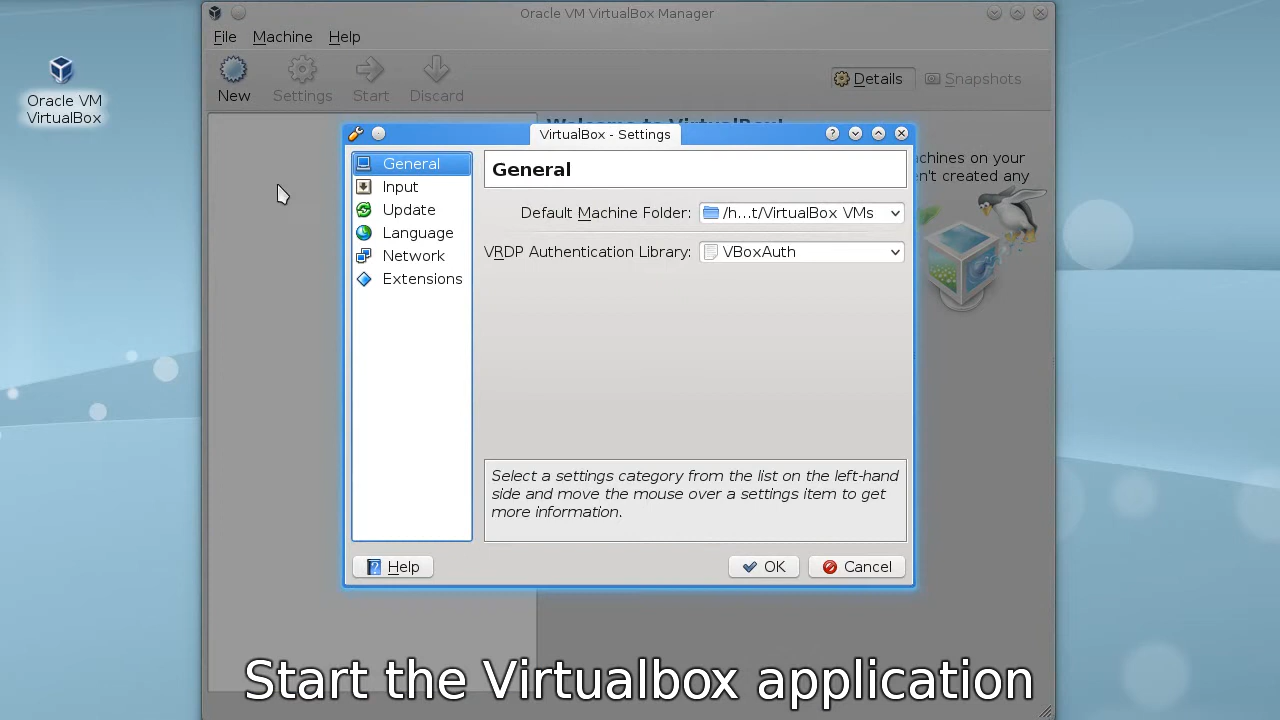 Oracle VM VirtualBox Manager
File Machine Help
New Settings Start Discard
Details Snapshots
Oracle VM
VirtualBox
Welcome to VirtualBox!
VirtualBox - Settings
General
Input
Update
Language
Network
Extensions
General
Default Machine Folder: /h...t/VirtualBox VMs
VRDP Authentication Library: VBoxAuth
Select a settings category from the list on the left-hand
side and move the mouse over a settings item to get
more information.
Help OK Cancel
on your
created any
Start the Virtualbox application